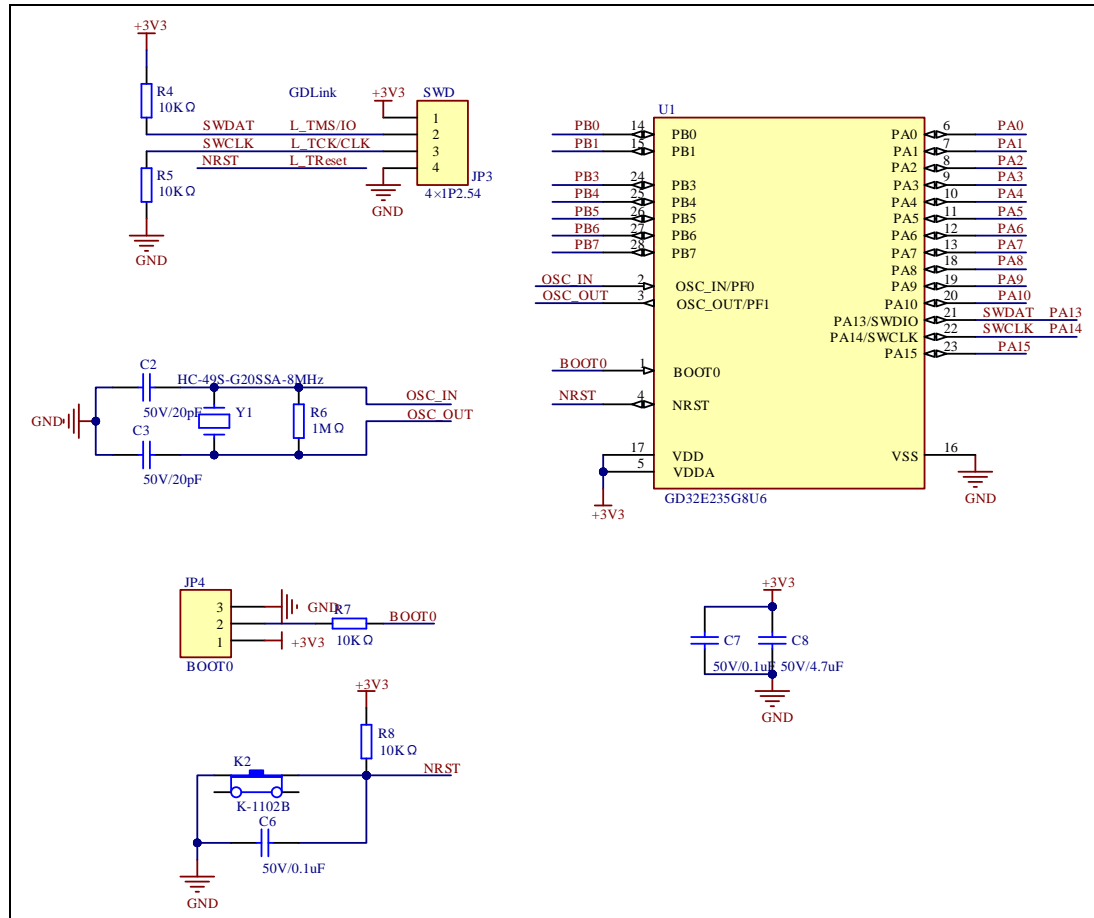 +3V3
R4
10KΩ
GDLink
+3V3
SWD
SWDAT L_TMS/IO
SWCLK L_TCK/CLK
NRST L_TReset
1
2
3
4
R5
10KΩ
JP3
4×1P2.54
GND
GND
U1
PB0 14 PB0
PB1 15 PB1
PB3 24 PB3
PB4 25 PB4
PB5 26 PB5
PB6 27 PB6
PB7 28 PB7
OSC_IN 2 OSC_IN/PF0
OSC_OUT 3 OSC_OUT/PF1
BOOT0 1 BOOT0
NRST 4 NRST
17 VDD
5 VDDA
+3V3
PA0 6 PA0
PA1 7 PA1
PA2 8 PA2
PA3 9 PA3
PA4 10 PA4
PA5 11 PA5
PA6 12 PA6
PA7 13 PA7
PA8 18 PA8
PA9 19 PA9
PA10 20 PA10
PA13/SWDIO 21 SWDAT PA13
PA14/SWCLK 22 SWCLK PA14
PA15 23 PA15
VSS 16
GND
GD32E235G8U6
C2
HC-49S-G20SSA-8MHz
50V/20pF
GND
Y1
R6
1MΩ
OSC_IN
OSC_OUT
C3
50V/20pF
JP4
3
2
1
GND
R7
BOOT0
10KΩ
+3V3
BOOT0
+3V3
R8
10KΩ
K2
NRST
K-1102B
C6
50V/0.1uF
GND
+3V3
C7
C8
50V/0.1uF
50V/4.7uF
GND